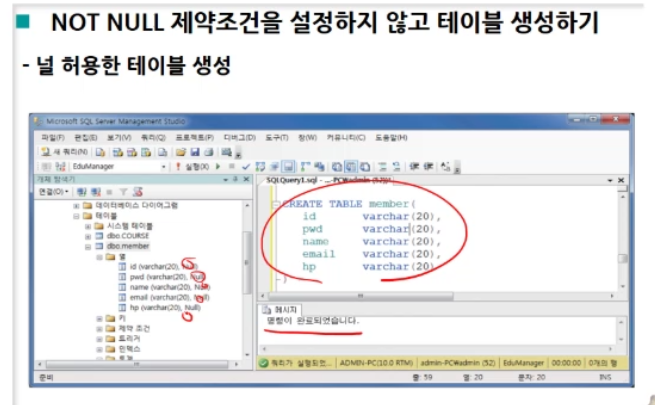 NOT NULL 제약조건을 설정하지 않고 테이블 생성하기
- 널 허용한 테이블 생성
Microsoft SQL Server Management Studio
파일(F) 편집(E) 보기(V) 쿼리(Q) 프로젝트(P) 디버그(D) 도구(T) 창(W) 커뮤니티(C) 도움말(H)
새 쿼리(N)
EduManager
실행(X)
개체 탐색기
연결(O)
SQLQuery1.sql - ...-PC\admin (52))*
데이터베이스 다이어그램
테이블
시스템 테이블
dbo.COURSE
dbo.member
열
id (varchar(20), Null)
pwd (varchar(20), Null)
name (varchar(20), Null)
email (varchar(20), Null)
hp (varchar(20), Null)
키
제약 조건
트리거
인덱스
통계
CREATE TABLE member(
id varchar(20),
pwd varchar(20),
name varchar(20),
email varchar(20),
hp varchar(20)
)
메시지
명령이 완료되었습니다.
쿼리가 실행되었... ADMIN-PC(10.0 RTM) admin-PC\admin (52) EduManager 00:00:00 0개의 행
준비
줄: 59
열: 20
문자: 20
INS